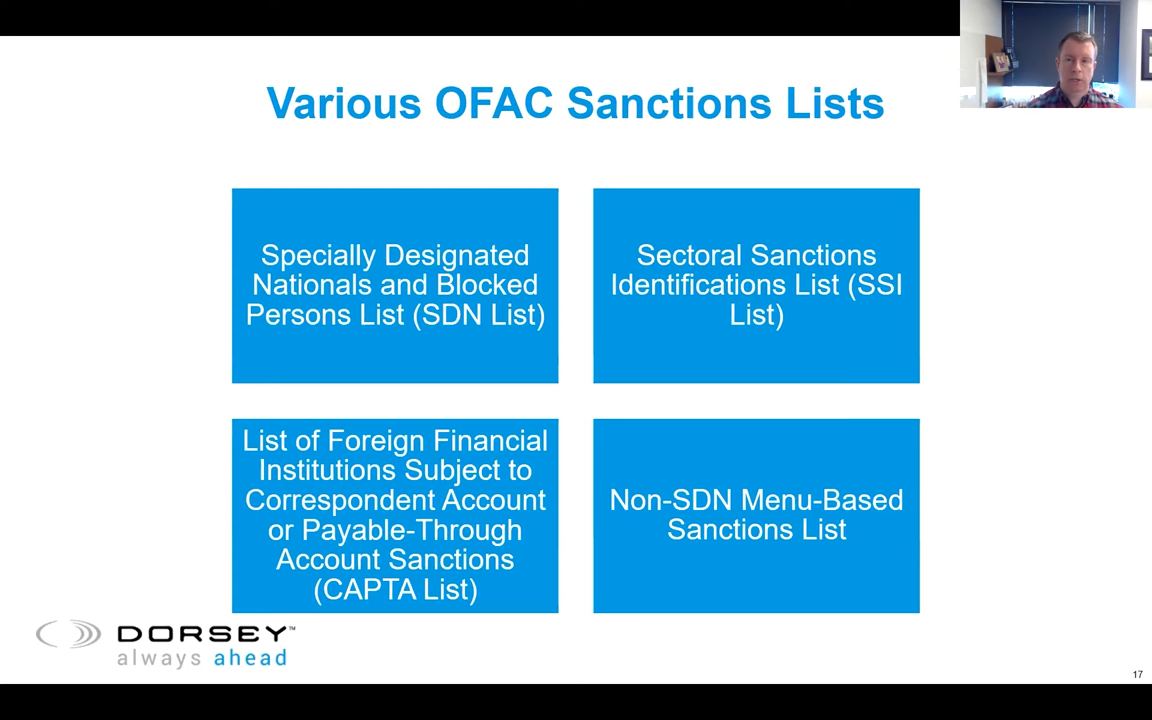 Various OFAC Sanctions Lists
Specially Designated
Nationals and Blocked
Persons List (SDN List)
Sectoral Sanctions
Identifications List (SSI
List)
List of Foreign Financial
Institutions Subject to
Correspondent Account
or Payable-Through
Account Sanctions
(CAPTA List)
Non-SDN Menu-Based
Sanctions List
DORSEY™
always ahead
17